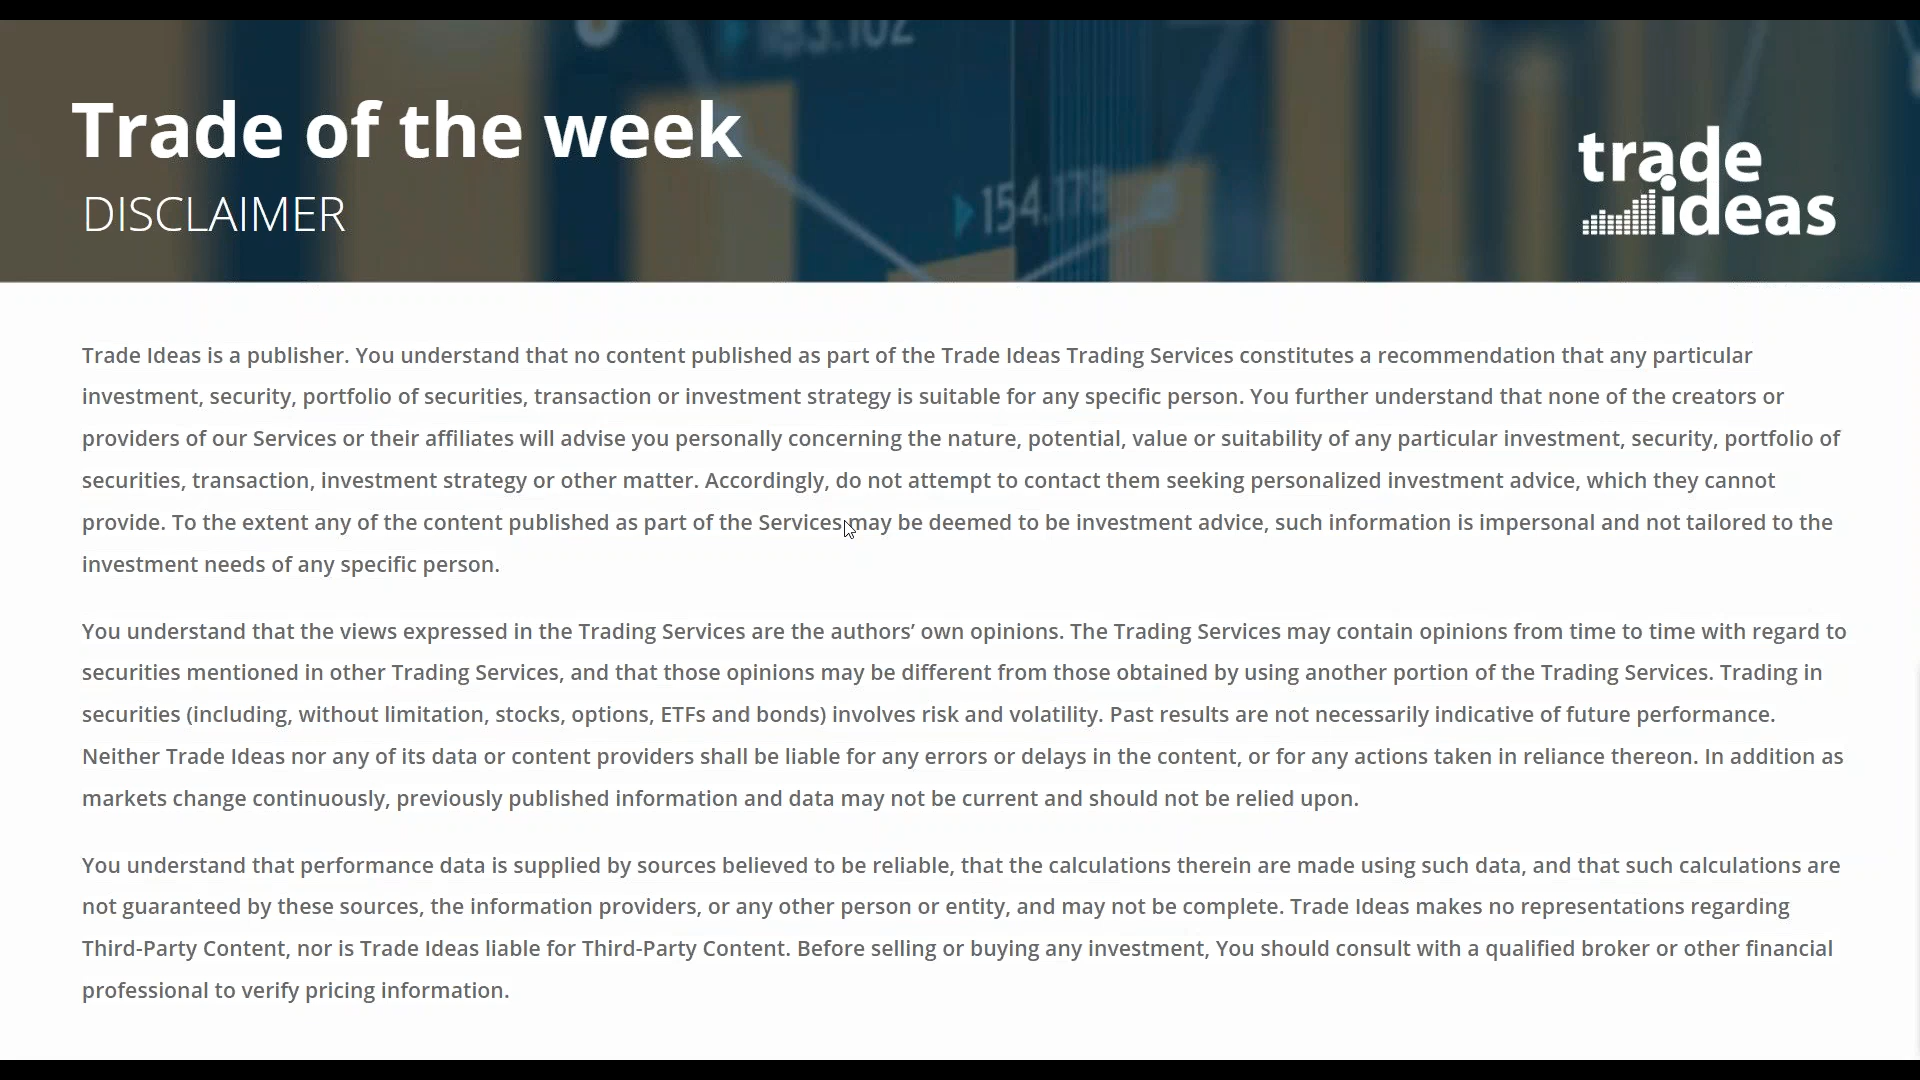 183.102
Trade of the week
154.178
trade
ideas
DISCLAIMER
Trade Ideas is a publisher. You understand that no content published as part of the Trade Ideas Trading Services constitutes a recommendation that any particular
investment, security, portfolio of securities, transaction or investment strategy is suitable for any specific person. You further understand that none of the creators or
providers of our Services or their affiliates will advise you personally concerning the nature, potential, value or suitability of any particular investment, security, portfolio of
securities, transaction, investment strategy or other matter. Accordingly, do not attempt to contact them seeking personalized investment advice, which they cannot
provide. To the extent any of the content published as part of the Services may be deemed to be investment advice, such information is impersonal and not tailored to the
investment needs of any specific person.
You understand that the views expressed in the Trading Services are the authors’ own opinions. The Trading Services may contain opinions from time to time with regard to
securities mentioned in other Trading Services, and that those opinions may be different from those obtained by using another portion of the Trading Services. Trading in
securities (including, without limitation, stocks, options, ETFs and bonds) involves risk and volatility. Past results are not necessarily indicative of future performance.
Neither Trade Ideas nor any of its data or content providers shall be liable for any errors or delays in the content, or for any actions taken in reliance thereon. In addition as
markets change continuously, previously published information and data may not be current and should not be relied upon.
You understand that performance data is supplied by sources believed to be reliable, that the calculations therein are made using such data, and that such calculations are
not guaranteed by these sources, the information providers, or any other person or entity, and may not be complete. Trade Ideas makes no representations regarding
Third-Party Content, nor is Trade Ideas liable for Third-Party Content. Before selling or buying any investment, You should consult with a qualified broker or other financial
professional to verify pricing information.